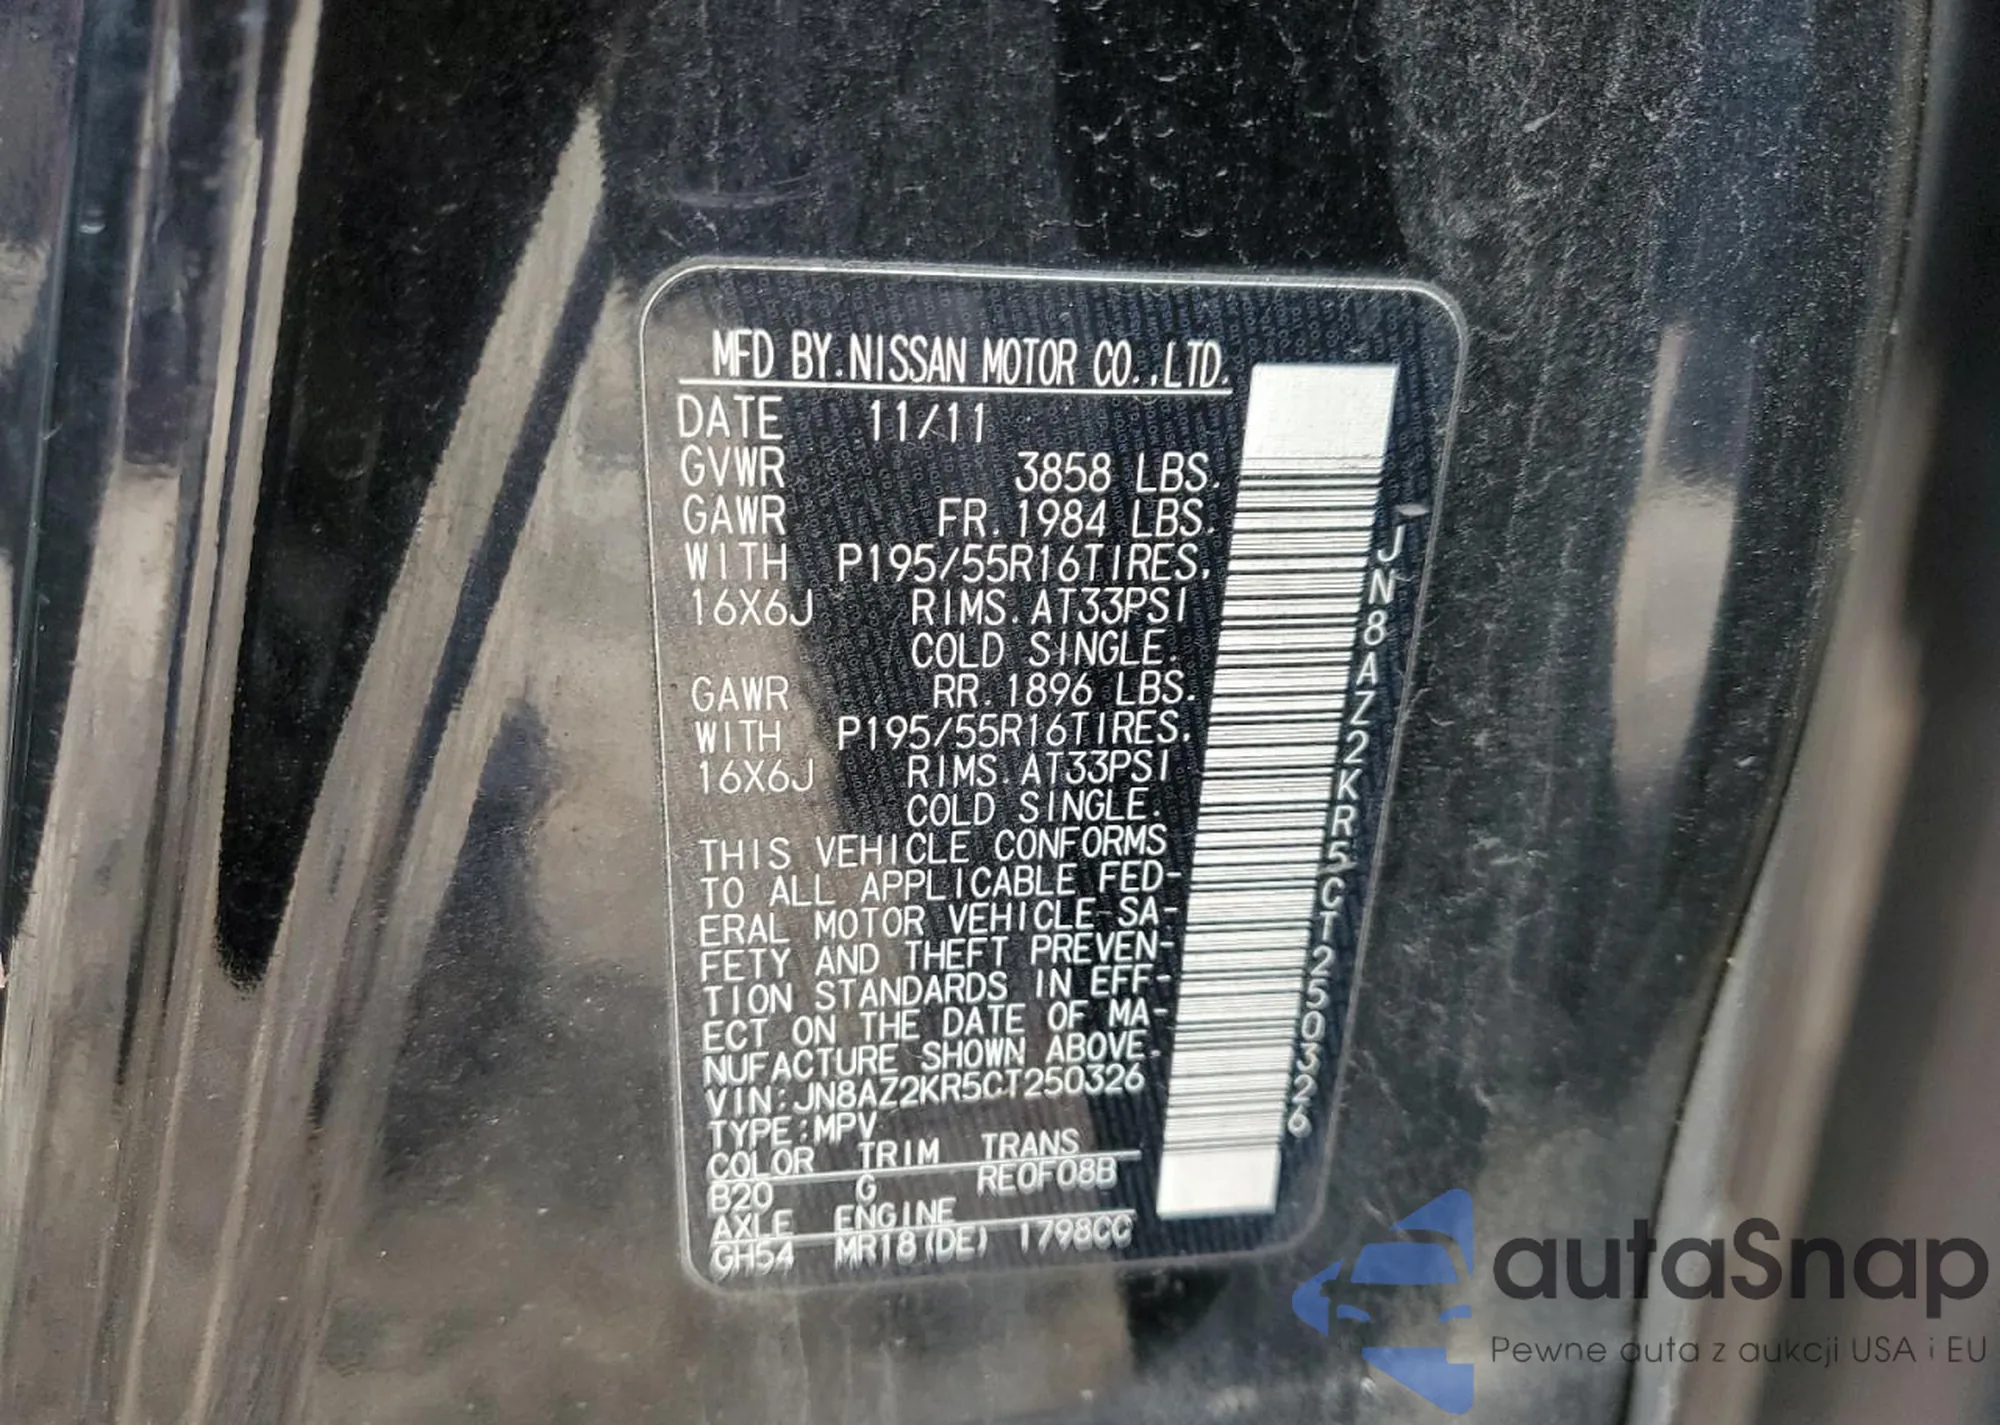 MFD BY.NISSAN MOTOR CO.,LTD.
DATE 11/11
GVWR 3858 LBS.
GAWR FR.1984 LBS.
WITH P195/55R16TIRES,
16X6J RIMS.AT33PSI
COLD SINGLE.
GAWR RR.1896 LBS.
WITH P195/55R16TIRES.
16X6J RIMS.AT33PSI
COLD SINGLE.
THIS VEHICLE CONFORMS
TO ALL APPLICABLE FED-
ERAL MOTOR VEHICLE SA-
FETY AND THEFT PREVEN-
TION STANDARDS IN EFF-
ECT ON THE DATE OF MA-
NUFACTURE SHOWN ABOVE.
VIN:JN8AZ2KR5CT250326
TYPE:MPV
COLOR TRIM TRANS
B20 G RE0F08B
AXLE ENGINE
GH54 MR18(DE) 1798CC
JN8AZ2KR5CT250326
autaSnap
Pewne auta z aukcji USA i EU